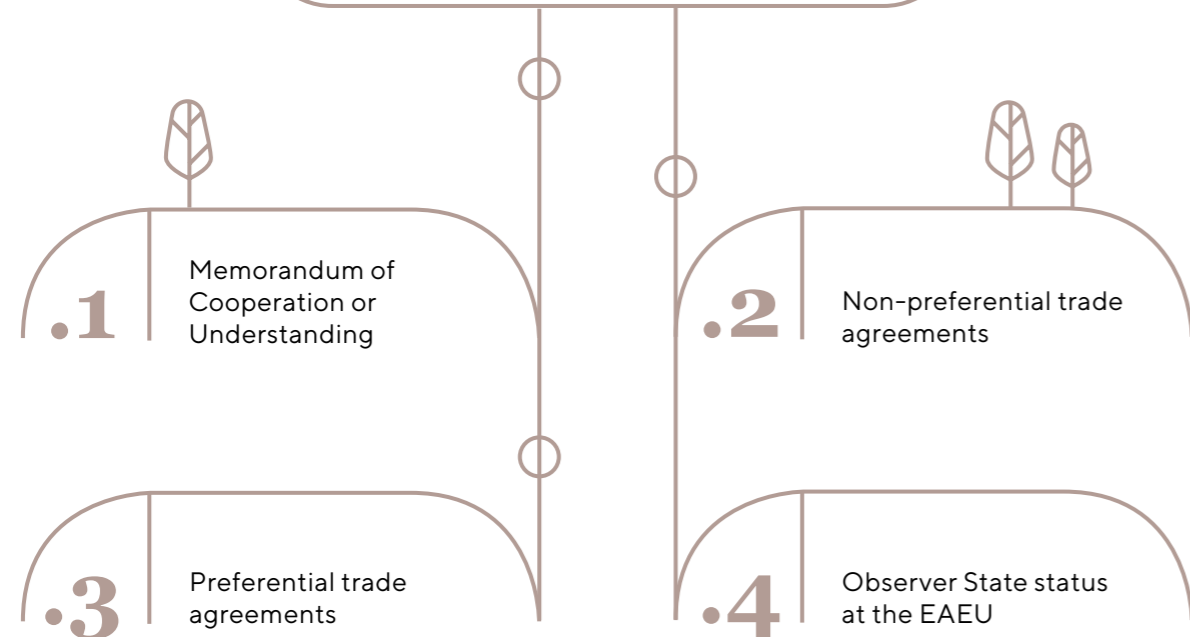 .1
Memorandum of
Cooperation or
Understanding
.2
Non-preferential trade
agreements
.3
Preferential trade
agreements
.4
Observer State status
at the EAEU